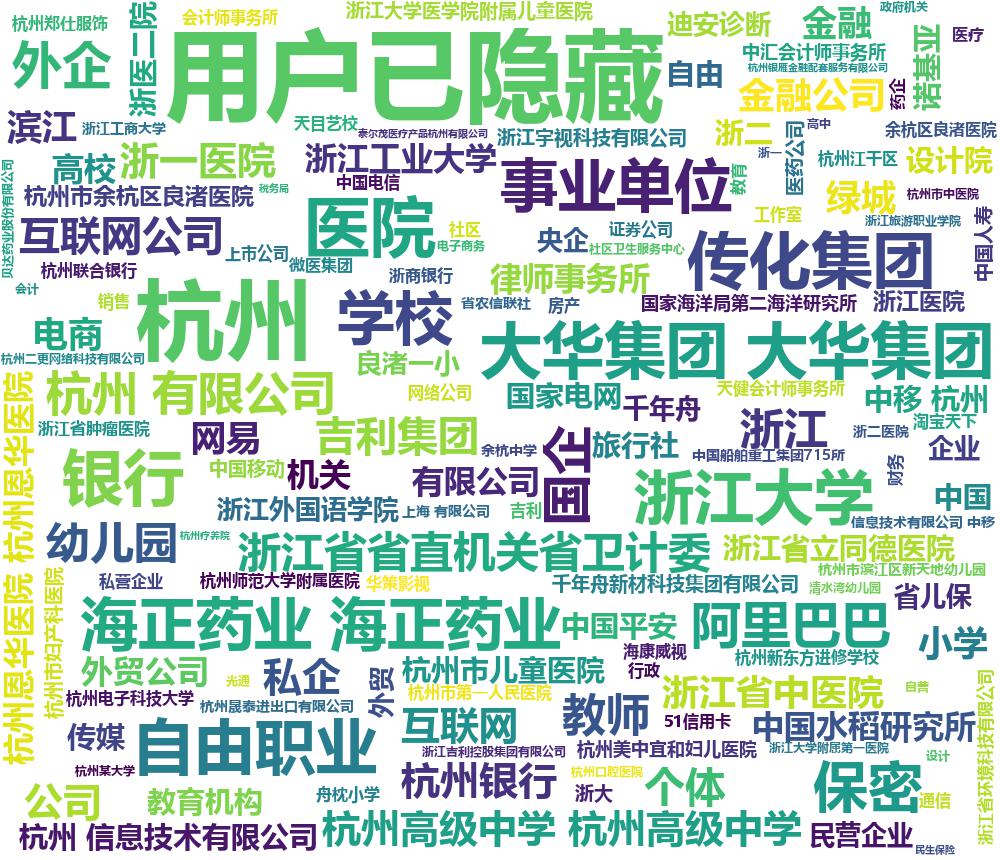 浙江大学医学院附属儿童医院
会计师事务所
政府机关
杭州郑仕服饰
浙医二院
迪安诊断
金融
医疗
外企
用户已隐藏
中汇会计师事务所
诺基亚
杭州银雁金融配套服务有限公司
自由
金融公司
药企
滨江
浙江工商大学
天目艺校
泰尔茂医疗产品杭州有限公司
浙江宇视科技有限公司
浙二
医药公司
高中
余杭区良渚医院
高校
浙一医院
浙江工业大学
浙一
杭州江干区
设计院
贝达药业股份有限公司
中国电信
事业单位
教育
杭州市余杭区良渚医院
税务局
绿城
杭州市中医院
互联网公司
医院
社区
工作室
浙江旅游职业学院
中国人寿
上市公司
电子商务
央企
证券公司
社区卫生服务中心
传化集团
杭州联合银行
微医集团
浙商银行
律师事务所
会计
销售
杭州
学校
省农信联社
房产
国家海洋局第二海洋研究所
浙江医院
电商
大华集团 大华集团
杭州二更网络科技有限公司
良渚一小
杭州恩华医院 杭州恩华医院
杭州 有限公司
网络公司
国家电网
天健会计师事务所
中移 杭州
千年舟
淘宝天下
浙江省肿瘤医院
网易
吉利集团
国企
浙江
浙二医院
余杭中学
旅行社
企业
银行
中国移动
机关
有限公司
中国船舶重工集团715所
财务
浙江大学
中国
浙江外国语学院
上海 有限公司
吉利
信息技术有限公司 中移
幼儿园
杭州疗养院
浙江省省直机关省卫计委
浙江省立同德医院
杭州市滨江区新天地幼儿园
杭州市妇产科医院
私营企业
杭州师范大学附属医院
华策影视
千年舟新材科技集团有限公司
清水湾幼儿园
省儿保
海正药业 海正药业
中国平安
阿里巴巴
小学
外贸公司
私企
杭州市儿童医院
海康威视
行政
杭州新东方进修学校
光通
外贸
浙江省中医院
自营
浙江省环境科技有限公司
杭州电子科技大学
杭州晟泰进出口有限公司
杭州市第一人民医院
教师
51信用卡
中国水稻研究所
传媒
自由职业
互联网
浙江吉利控股集团有限公司
杭州美中宜和妇儿医院
浙江大学附属第一医院
设计
杭州某大学
杭州银行
杭州口腔医院
个体
保密
公司
教育机构
舟枕小学
浙大
通信
杭州 信息技术有限公司
杭州高级中学 杭州高级中学
民营企业
民生保险